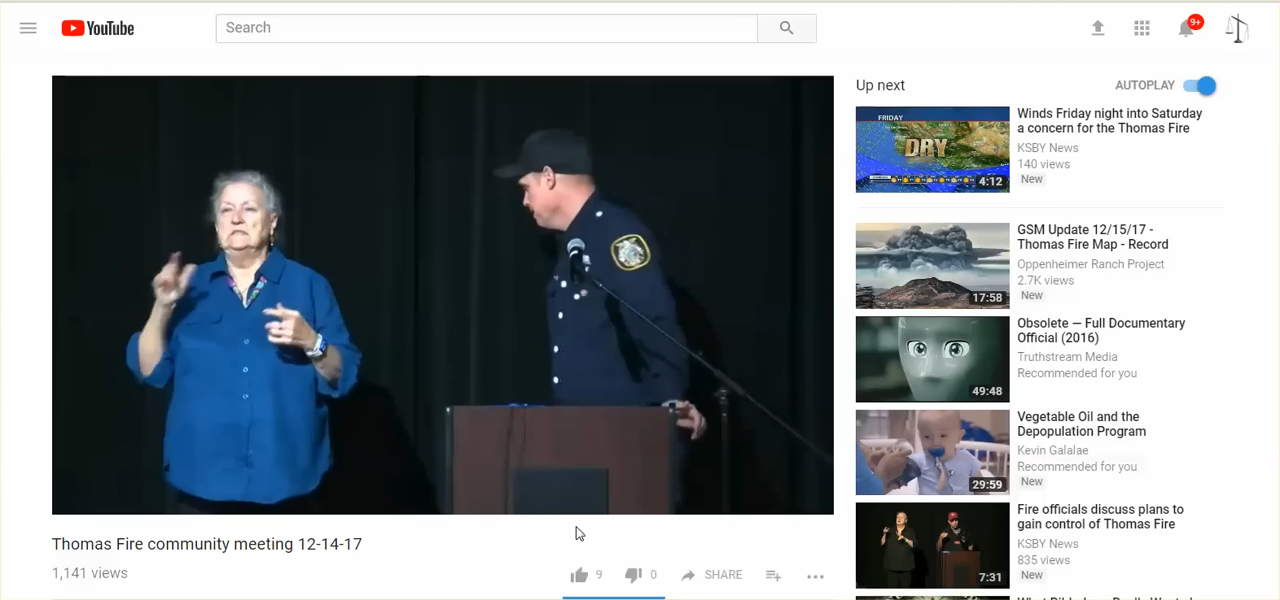 YouTube
Search
9+
Up next
AUTOPLAY
FRIDAY
DRY
4:12
Winds Friday night into Saturday
a concern for the Thomas Fire
KSBY News
140 views
New
17:58
GSM Update 12/15/17 -
Thomas Fire Map - Record
Oppenheimer Ranch Project
2.7K views
New
49:48
Obsolete — Full Documentary
Official (2016)
Truthstream Media
Recommended for you
29:59
Vegetable Oil and the
Depopulation Program
Kevin Galalae
Recommended for you
New
7:31
Fire officials discuss plans to
gain control of Thomas Fire
KSBY News
835 views
New
Thomas Fire community meeting 12-14-17
1,141 views
9
0
SHARE